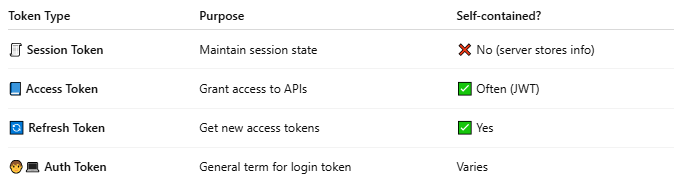 Token Type Purpose Self-contained?
🧾 Session Token Maintain session state ❌ No (server stores info)
📘 Access Token Grant access to APIs ✅ Often (JWT)
🔄 Refresh Token Get new access tokens ✅ Yes
🧑💻 Auth Token General term for login token Varies